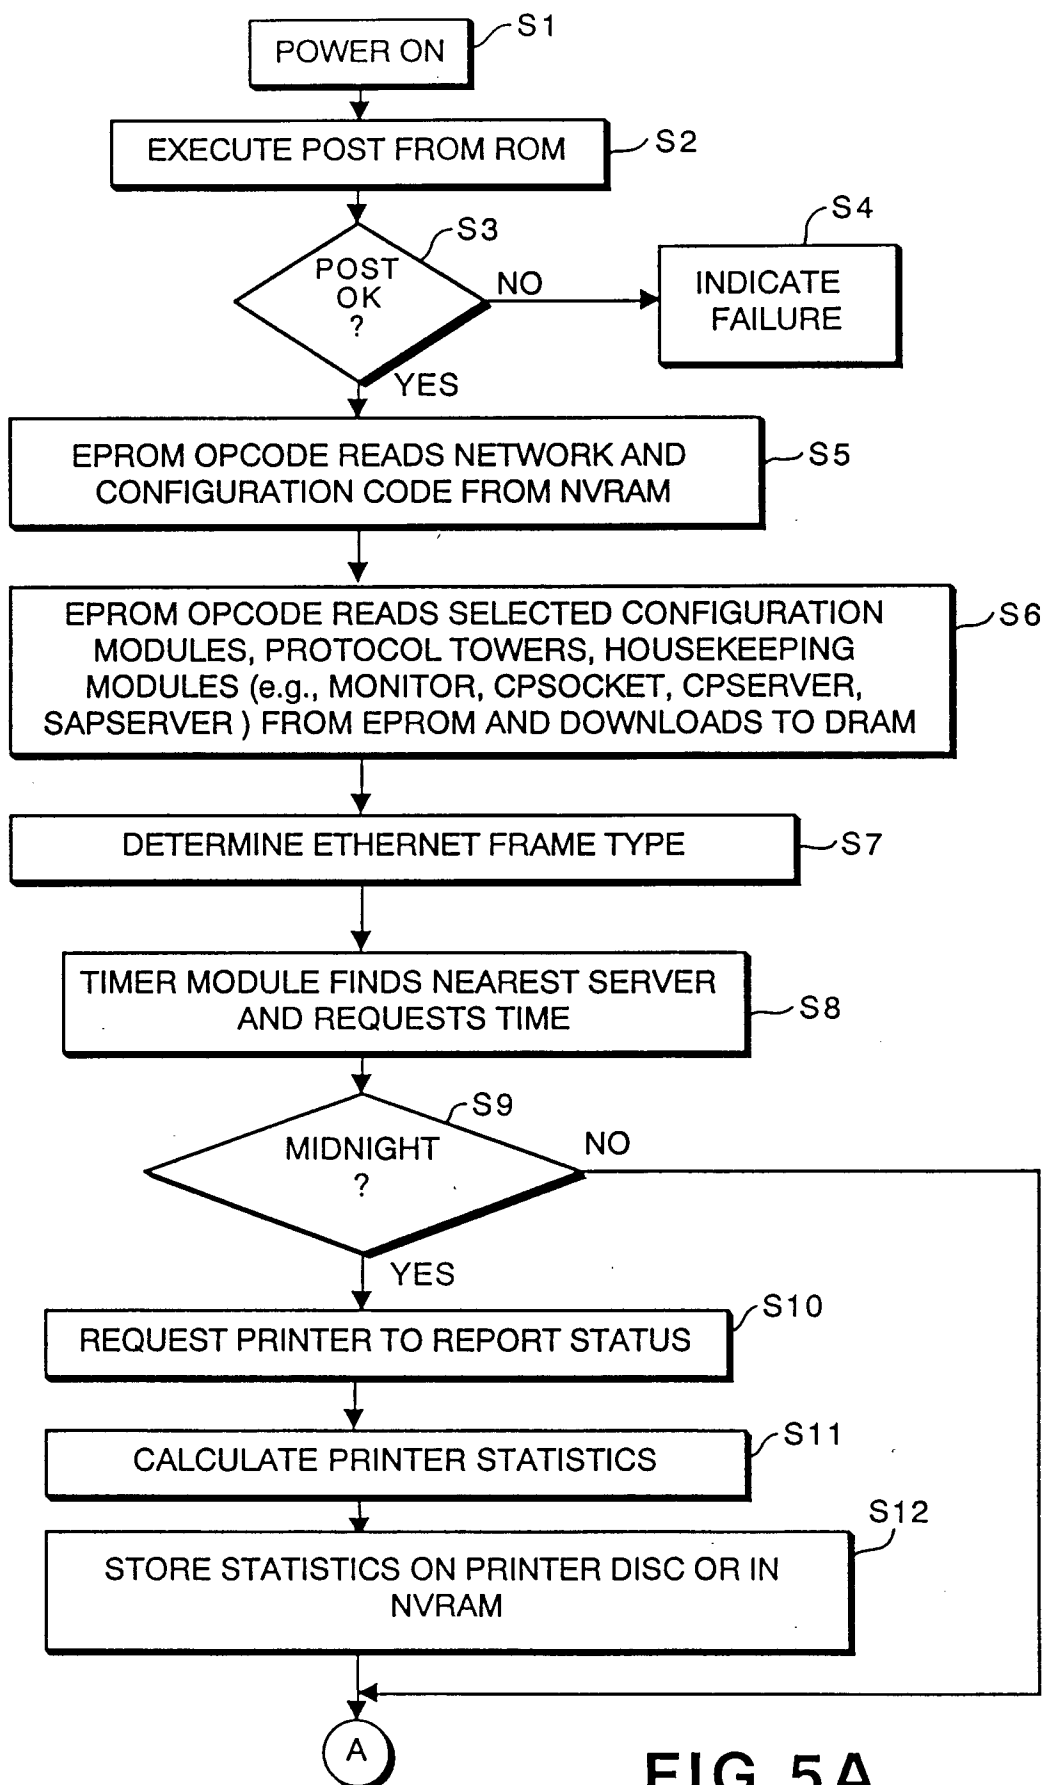 POWER ON
S1
EXECUTE POST FROM ROM
S2
POST
OK
?
S3
NO
S4
INDICATE
FAILURE
YES
EPROM OPCODE READS NETWORK AND
CONFIGURATION CODE FROM NVRAM
S5
EPROM OPCODE READS SELECTED CONFIGURATION
MODULES, PROTOCOL TOWERS, HOUSEKEEPING
MODULES (e.g., MONITOR, CPSOCKET, CPSERVER,
SAPSERVER ) FROM EPROM AND DOWNLOADS TO DRAM
S6
DETERMINE ETHERNET FRAME TYPE
S7
TIMER MODULE FINDS NEAREST SERVER
AND REQUESTS TIME
S8
MIDNIGHT
?
S9
NO
YES
REQUEST PRINTER TO REPORT STATUS
S10
CALCULATE PRINTER STATISTICS
S11
STORE STATISTICS ON PRINTER DISC OR IN
NVRAM
S12
A
FIG. 5A